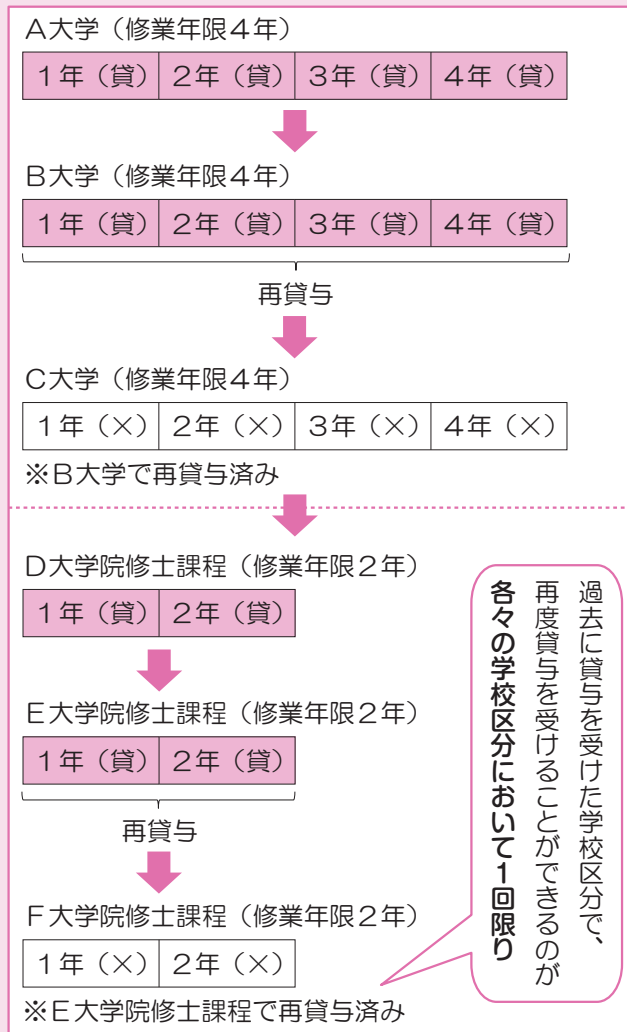 A大学（修業年限4年）
1年（貸） 2年（貸） 3年（貸） 4年（貸）
B大学（修業年限4年）
1年（貸） 2年（貸） 3年（貸） 4年（貸）
再貸与
C大学（修業年限4年）
1年（×） 2年（×） 3年（×） 4年（×）
※B大学で再貸与済み
D大学院修士課程（修業年限2年）
1年（貸） 2年（貸）
E大学院修士課程（修業年限2年）
1年（貸） 2年（貸）
再貸与
F大学院修士課程（修業年限2年）
1年（×） 2年（×）
※E大学院修士課程で再貸与済み
過去に貸与を受けた学校区分で、
再度貸与を受けることができるのが
各々の学校区分において1回限り